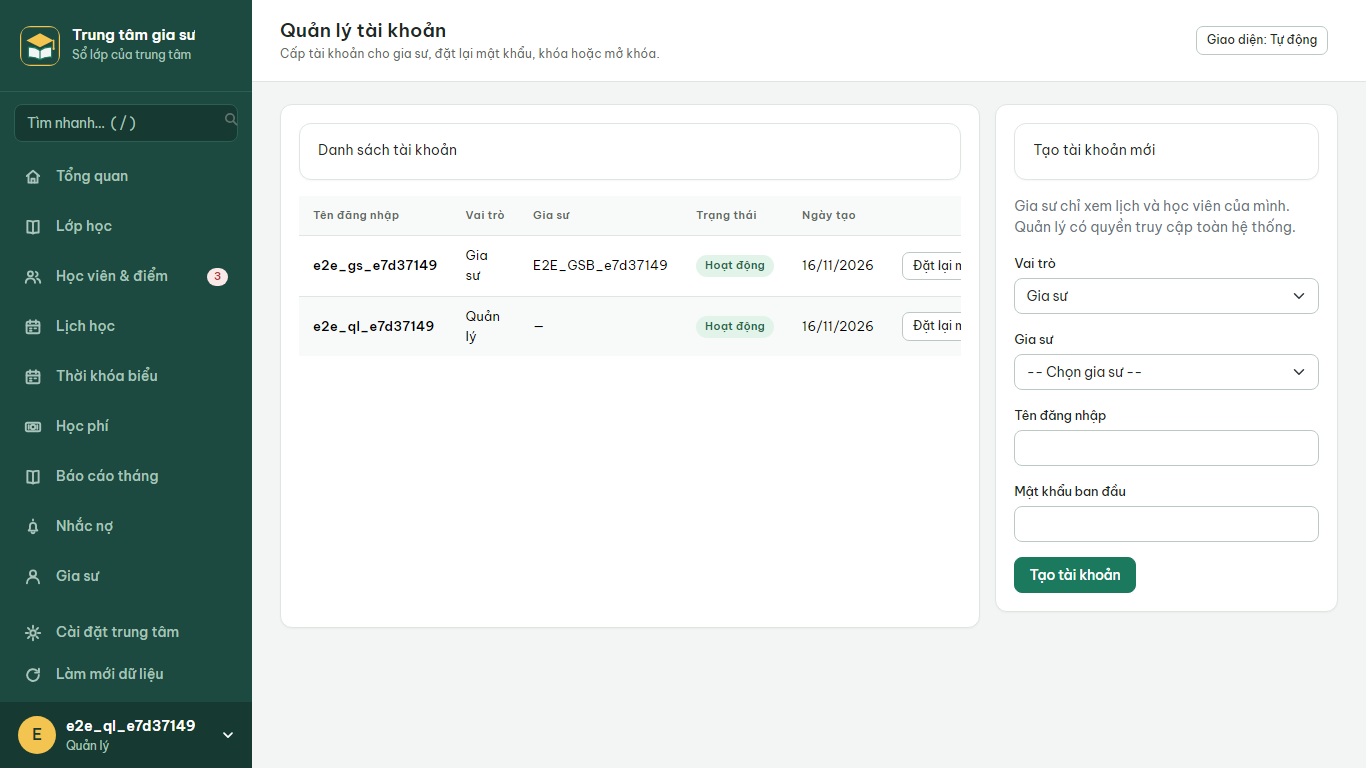 Trung tâm gia sư
Sổ lớp của trung tâm
Tìm nhanh... ( / )
Tổng quan
Lớp học
Học viên & điểm
3
Lịch học
Thời khóa biểu
Học phí
Báo cáo tháng
Nhắc nợ
Gia sư
Cài đặt trung tâm
Làm mới dữ liệu
E
e2e_ql_e7d37149
Quản lý
Quản lý tài khoản
Cấp tài khoản cho gia sư, đặt lại mật khẩu, khóa hoặc mở khóa.
Giao diện: Tự động
Danh sách tài khoản
Tên đăng nhập Vai trò Gia sư Trạng thái Ngày tạo
e2e_gs_e7d37149 Gia sư E2E_GSB_e7d37149 Hoạt động 16/11/2026 Đặt lại
e2e_ql_e7d37149 Quản lý — Hoạt động 16/11/2026 Đặt lại
Tạo tài khoản mới
Gia sư chỉ xem lịch và học viên của mình.
Quản lý có quyền truy cập toàn hệ thống.
Vai trò
Gia sư
Gia sư
-- Chọn gia sư --
Tên đăng nhập
Mật khẩu ban đầu
Tạo tài khoản